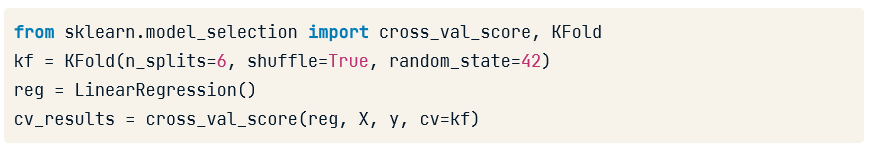 from sklearn.model_selection import cross_val_score, KFold
kf = KFold(n_splits=6, shuffle=True, random_state=42)
reg = LinearRegression()
cv_results = cross_val_score(reg, X, y, cv=kf)